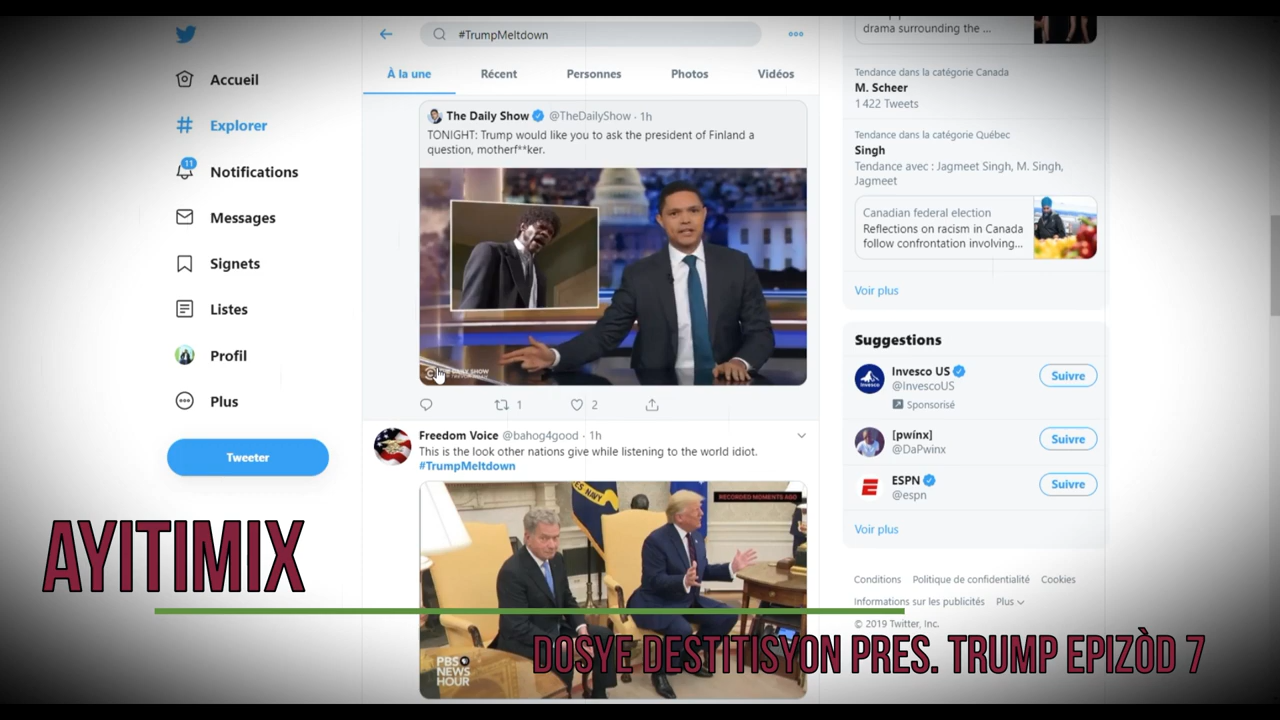 Accueil
Explorer
11
Notifications
Messages
Signets
Listes
Profil
Plus
Tweeter
#TrumpMeltdown
À la une
Récent
Personnes
Photos
Vidéos
The Daily Show @TheDailyShow · 1h
TONIGHT: Trump would like you to ask the president of Finland a
question, motherf**ker.
1
2
Freedom Voice @bahog4good · 1h
This is the look other nations give while listening to the world idiot.
#TrumpMeltdown
RECORDED MOMENTS AGO
PBS
NEWS
HOUR
drama surrounding the ...
Tendance dans la catégorie Canada
M. Scheer
1 422 Tweets
Tendance dans la catégorie Québec
Singh
Tendance avec : Jagmeet Singh, M. Singh,
Jagmeet
Canadian federal election
Reflections on racism in Canada
follow confrontation involving...
Voir plus
Suggestions
Invesco US
@InvescoUS
Sponsorisé
Suivre
[pwínx]
@DaPwinx
Suivre
ESPN
@espn
Suivre
Voir plus
Conditions Politique de confidentialité Cookies
Informations sur les publicités Plus
© 2019 Twitter, Inc.
AYITIMIX
DOSYE DESTITISYON PRES. TRUMP EPIZÒD 7